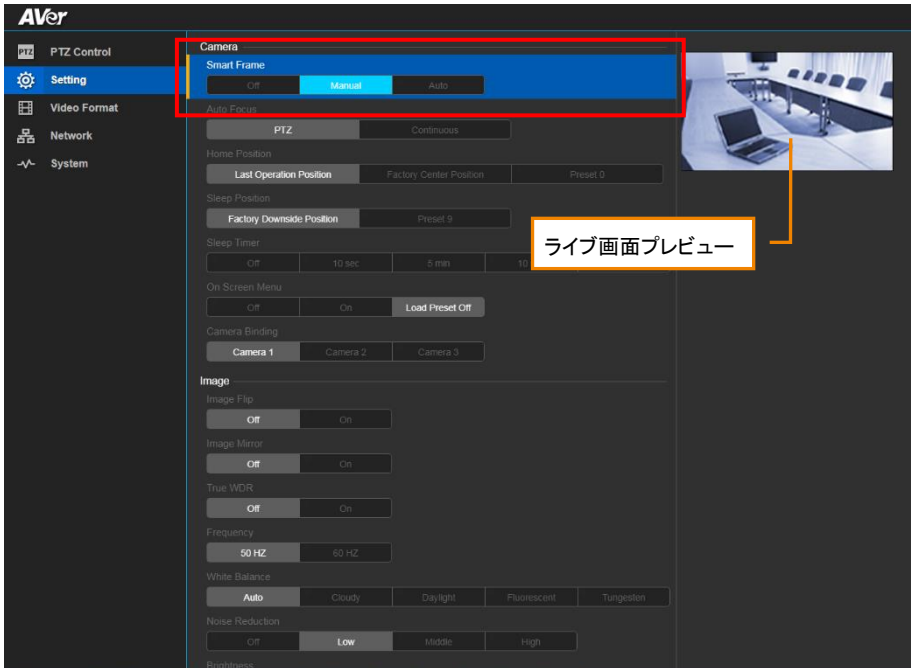 AVer
PTZ PTZ Control
Setting
Video Format
Network
System
Camera
Smart Frame
Off Manual Auto
Auto Focus
PTZ Continuous
Home Position
Last Operation Position Factory Center Position Preset 0
Sleep Position
Factory Downside Position Preset 9
Sleep Timer
Off 10 sec 5 min 10
On Screen Menu
Off On Load Preset Off
Camera Binding
Camera 1 Camera 2 Camera 3
Image
Image Flip
Off On
Image Mirror
Off On
True WDR
Off On
Frequency
50 HZ 60 HZ
White Balance
Auto Cloudy Daylight Fluorescent Tungeston
Noise Reduction
Off Low Middle High
Brightness
ライブ画面プレビュー